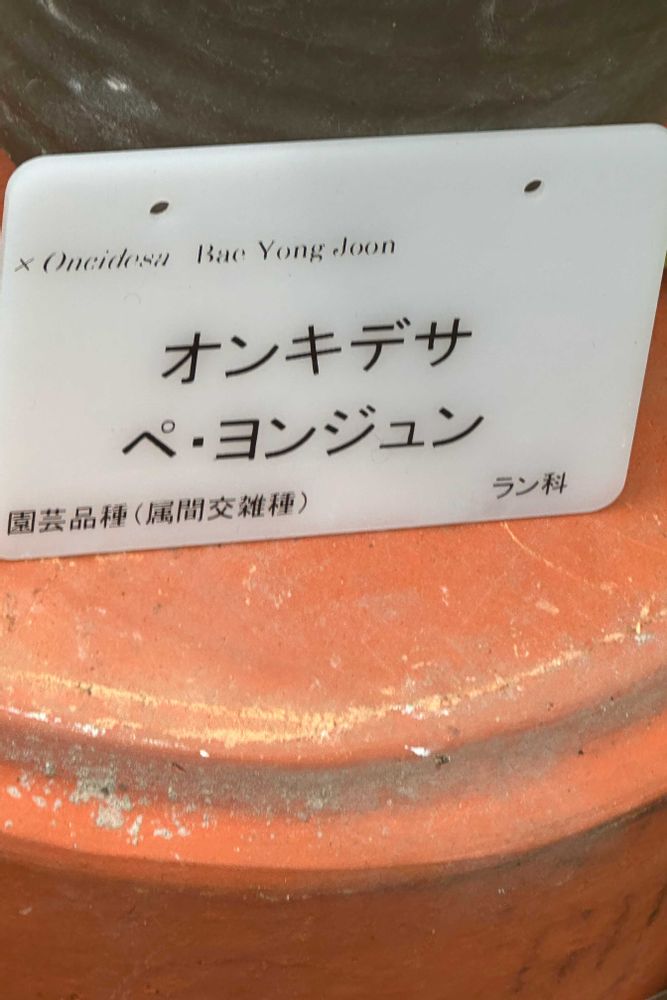 × Oncidesa Bae Yong Joon
オンキデサ
ペ・ヨンジュン
園芸品種(属間交雑種)
ラン科